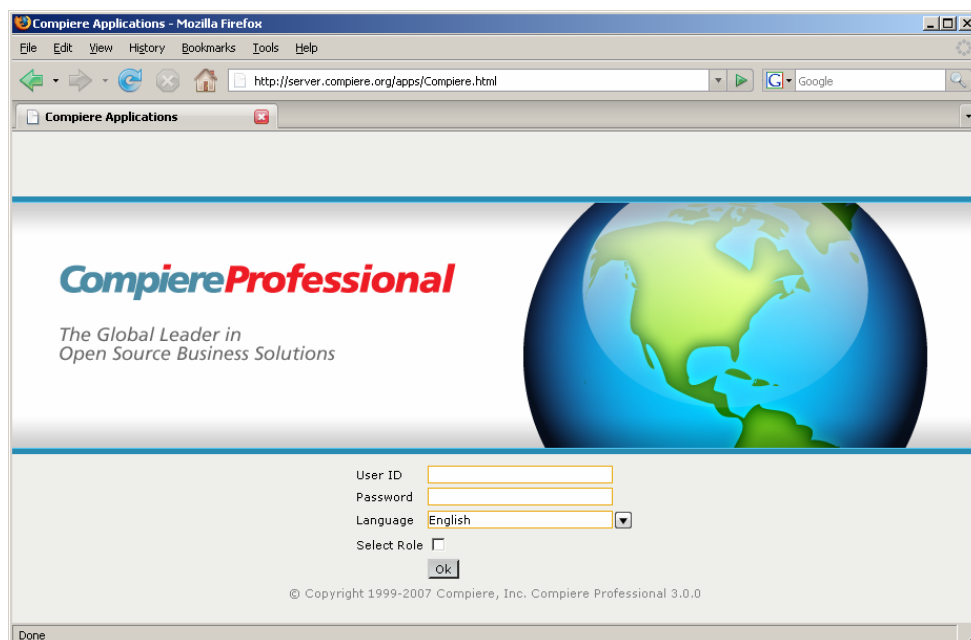 Compiere Applications - Mozilla Firefox
File Edit View History Bookmarks Tools Help
http://server.compiere.org/apps/Compiere.html
G Google
Compiere Applications
CompiereProfessional
The Global Leader in
Open Source Business Solutions
User ID
Password
Language English
Select Role
Ok
© Copyright 1999-2007 Compiere, Inc. Compiere Professional 3.0.0
Done